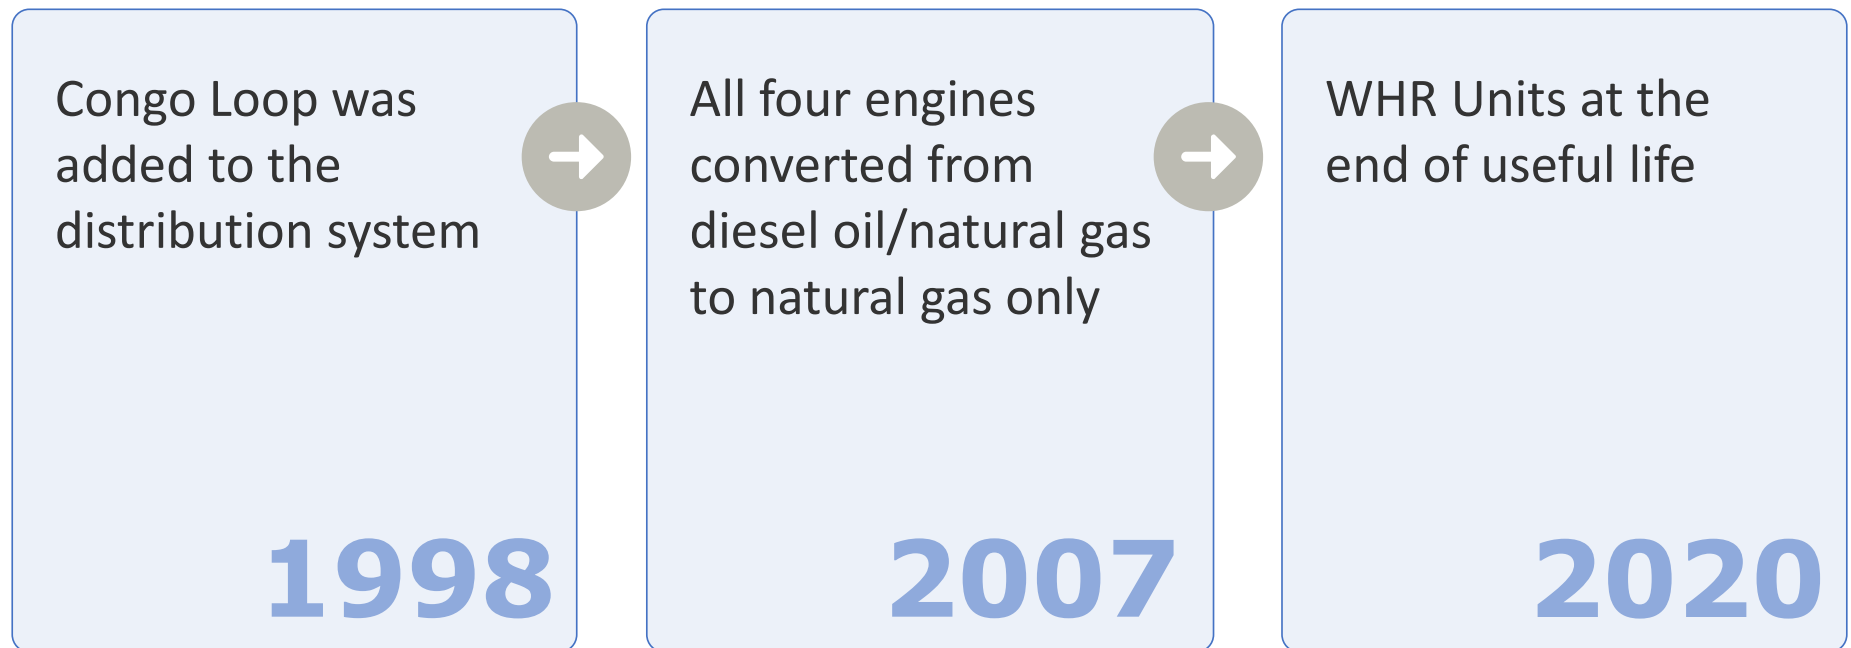 Congo Loop was
added to the
distribution system
1998
All four engines
converted from
diesel oil/natural gas
to natural gas only
2007
WHR Units at the
end of useful life
2020